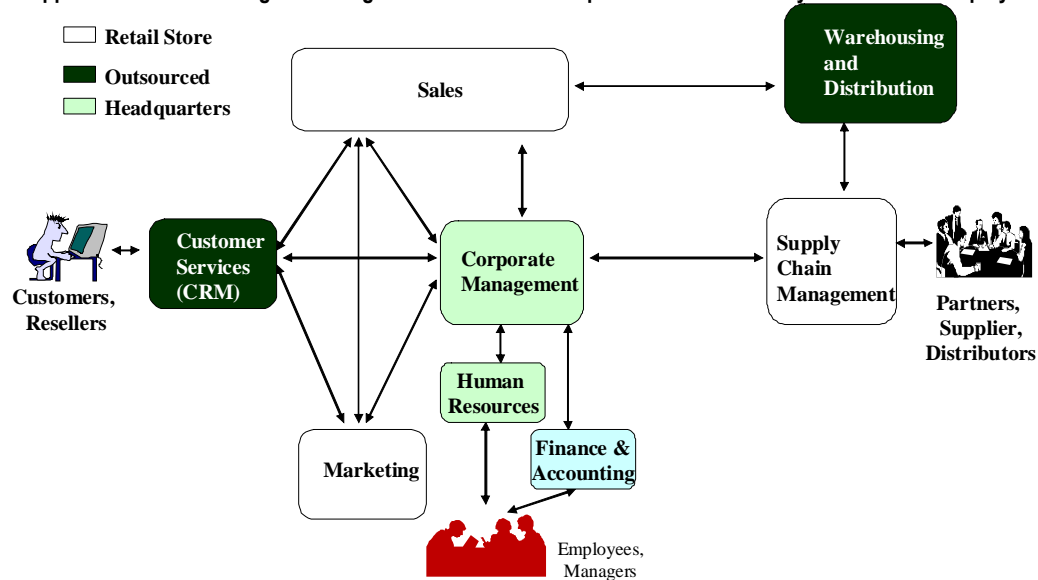 Retail Store
Outsourced
Headquarters
Sales
Warehousing
and
Distribution
Customer
Services
(CRM)
Corporate
Management
Supply
Chain
Management
Customers,
Resellers
Partners,
Supplier,
Distributors
Human
Resources
Marketing
Finance &
Accounting
Employees,
Managers